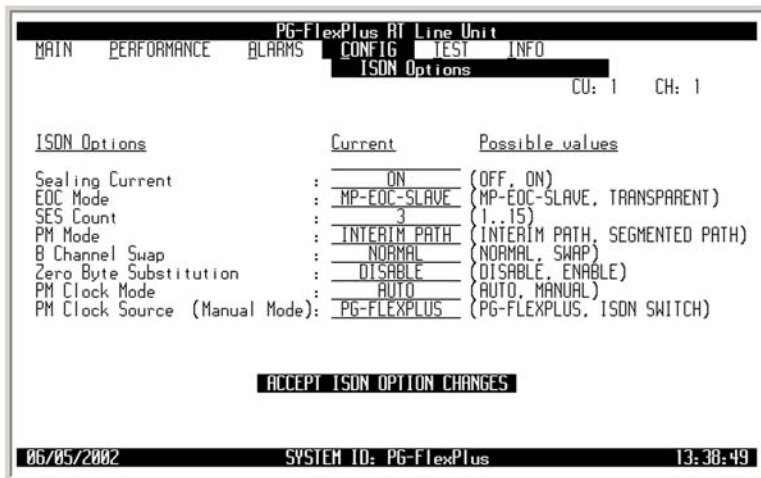 PG-FlexPlus RT Line Unit
MAIN PERFORMANCE ALARMS CONFIG TEST INFO
ISDN Options
CU: 1 CH: 1
ISDN Options Current Possible values
Sealing Current : ON (OFF, ON)
EOC Mode : MP-EOC-SLAVE (MP-EOC-SLAVE, TRANSPARENT)
SES Count : 3 (1..15)
PM Mode : INTERIM PATH (INTERIM PATH, SEGMENTED PATH)
B Channel Swap : NORMAL (NORMAL, SWAP)
Zero Byte Substitution : DISABLE (DISABLE, ENABLE)
PM Clock Mode : AUTO (AUTO, MANUAL)
PM Clock Source (Manual Mode): PG-FLEXPLUS (PG-FLEXPLUS, ISDN SWITCH)
ACCEPT ISDN OPTION CHANGES
06/05/2002 SYSTEM ID: PG-FlexPlus 13:38:49